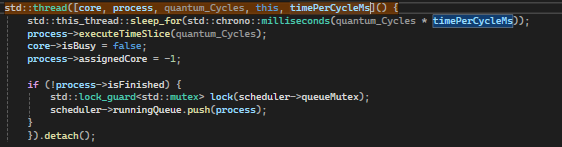 std::thread([core, process, quantum_Cycles, this, timePerCycleMs]() {
std::this_thread::sleep_for(std::chrono::milliseconds(quantum_Cycles * timePerCycleMs));
process->executeTimeSlice(quantum_Cycles);
core->isBusy = false;
process->assignedCore = -1;
if (!process->isFinished) {
std::lock_guard<std::mutex> lock(scheduler->queueMutex);
scheduler->runningQueue.push(process);
}
}).detach();